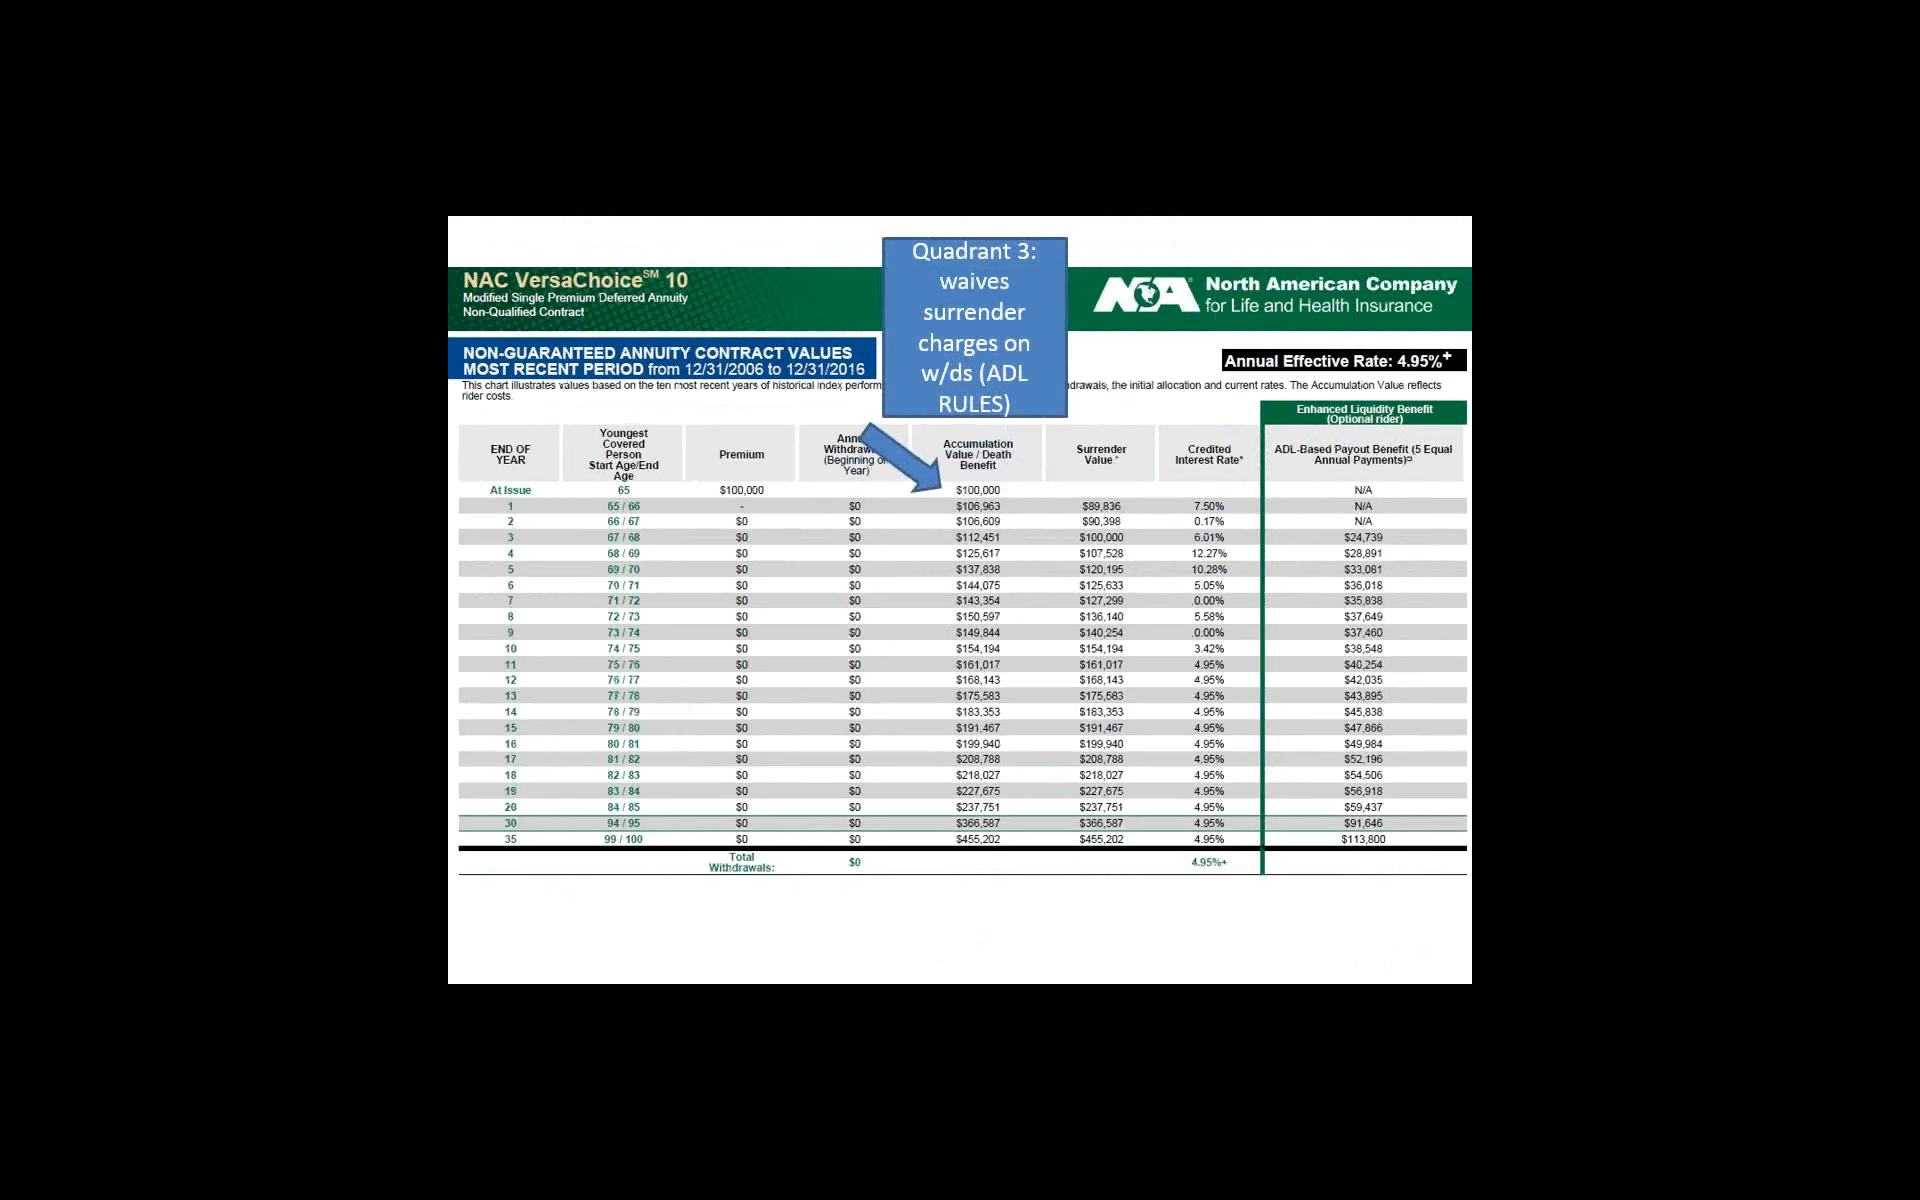 Quadrant 3:
waives
surrender
charges on
w/ds (ADL
RULES)
NAC VersaChoice℠ 10
Modified Single Premium Deferred Annuity
Non-Qualified Contract
North American Company
for Life and Health Insurance
NON-GUARANTEED ANNUITY CONTRACT VALUES
MOST RECENT PERIOD from 12/31/2006 to 12/31/2016
Annual Effective Rate: 4.95%+
This chart illustrates values based on the ten most recent years of historical index perform drawals, the initial allocation and current rates. The Accumulation Value reflects
rider costs.
Enhanced Liquidity Benefit
(Optional rider)
END OF YEAR Youngest Covered Person Start Age/End Age Premium Withdraw (Beginning of Year) Accumulation Value / Death Benefit Surrender Value ^ Credited Interest Rate* ADL-Based Payout Benefit (5 Equal Annual Payments)
At Issue 65 $100,000 $100,000 N/A
1 65 / 66 - $0 $106,963 $89,836 7.50% N/A
2 66 / 67 $0 $0 $106,609 $90,398 0.17% N/A
3 67 / 68 $0 $0 $112,451 $100,000 6.01% $24,739
4 68 / 69 $0 $0 $125,617 $107,528 12.27% $28,891
5 69 / 70 $0 $0 $137,838 $120,195 10.28% $33,081
6 70 / 71 $0 $0 $144,075 $125,633 5.05% $36,018
7 71 / 72 $0 $0 $143,354 $127,299 0.00% $35,838
8 72 / 73 $0 $0 $150,597 $136,140 5.58% $37,649
9 73 / 74 $0 $0 $149,844 $140,254 0.00% $37,460
10 74 / 75 $0 $0 $154,194 $154,194 3.42% $38,548
11 75 / 76 $0 $0 $161,017 $161,017 4.95% $40,254
12 76 / 77 $0 $0 $168,143 $168,143 4.95% $42,035
13 77 / 78 $0 $0 $175,583 $175,583 4.95% $43,895
14 78 / 79 $0 $0 $183,353 $183,353 4.95% $45,838
15 79 / 80 $0 $0 $191,467 $191,467 4.95% $47,866
16 80 / 81 $0 $0 $199,940 $199,940 4.95% $49,984
17 81 / 82 $0 $0 $208,788 $208,788 4.95% $52,196
18 82 / 83 $0 $0 $218,027 $218,027 4.95% $54,506
19 83 / 84 $0 $0 $227,675 $227,675 4.95% $56,918
20 84 / 85 $0 $0 $237,751 $237,751 4.95% $59,437
30 94 / 95 $0 $0 $366,587 $366,587 4.95% $91,646
35 99 / 100 $0 $0 $455,202 $455,202 4.95% $113,800
Total Withdrawals: $0 4.95%+